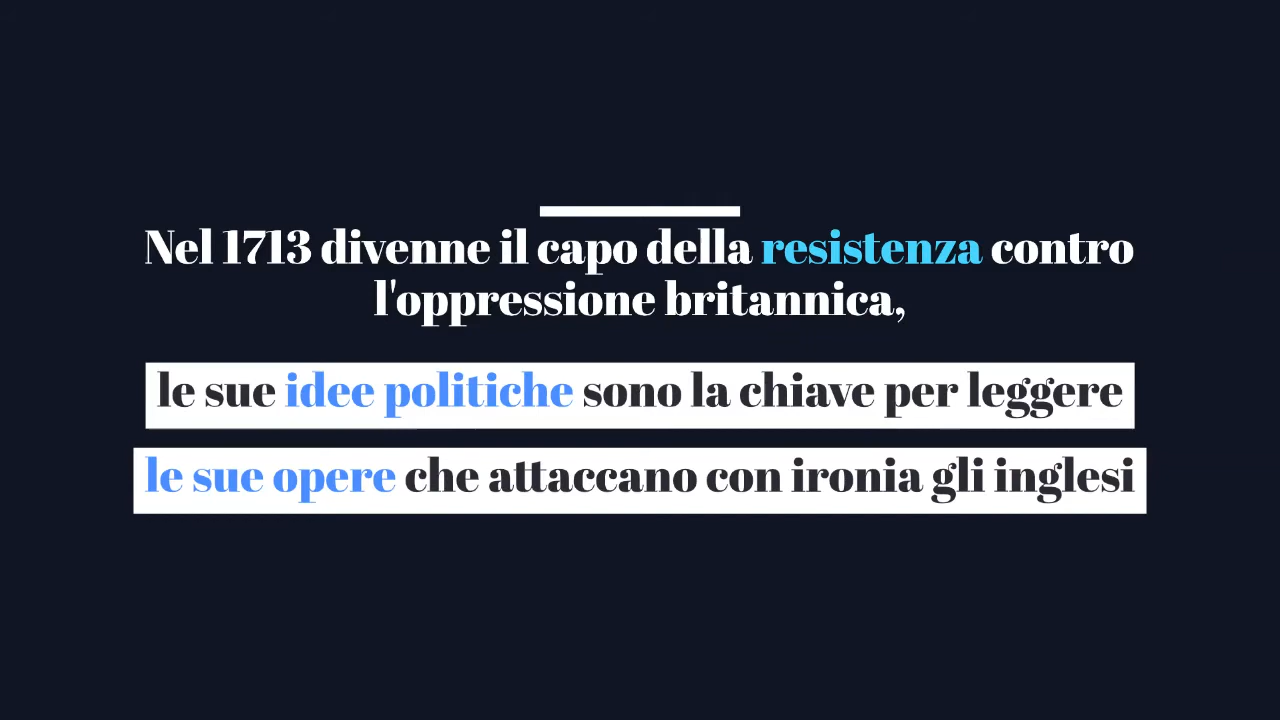 Nel 1713 divenne il capo della resistenza contro
l'oppressione britannica,
le sue idee politiche sono la chiave per leggere
le sue opere che attaccano con ironia gli inglesi